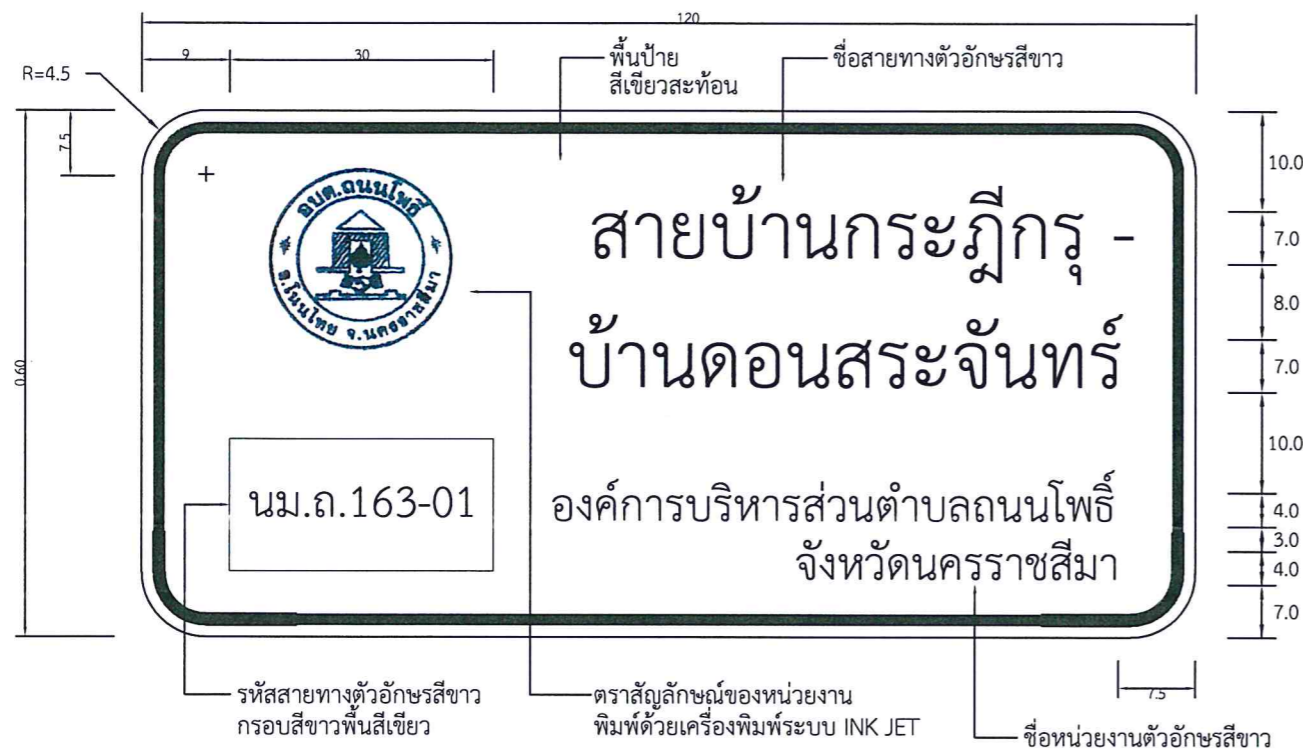 120
9
30
R=4.5
พื้นป้าย
สีเขียวสะท้อน
ชื่อสายทางตัวอักษรสีขาว
7.5
0.60
อบต.ถนนโพธิ์
อ.โนนไทย จ.นครราชสีมา
สายบ้านกระฎีกรุ -
บ้านดอนสระจันทร์
นม.ถ.163-01
องค์การบริหารส่วนตำบลถนนโพธิ์
จังหวัดนครราชสีมา
10.0
7.0
8.0
7.0
10.0
4.0
3.0
4.0
7.0
7.5
รหัสสายทางตัวอักษรสีขาว
กรอบสีขาวพื้นสีเขียว
ตราสัญลักษณ์ของหน่วยงาน
พิมพ์ด้วยเครื่องพิมพ์ระบบ INK JET
ชื่อหน่วยงานตัวอักษรสีขาว